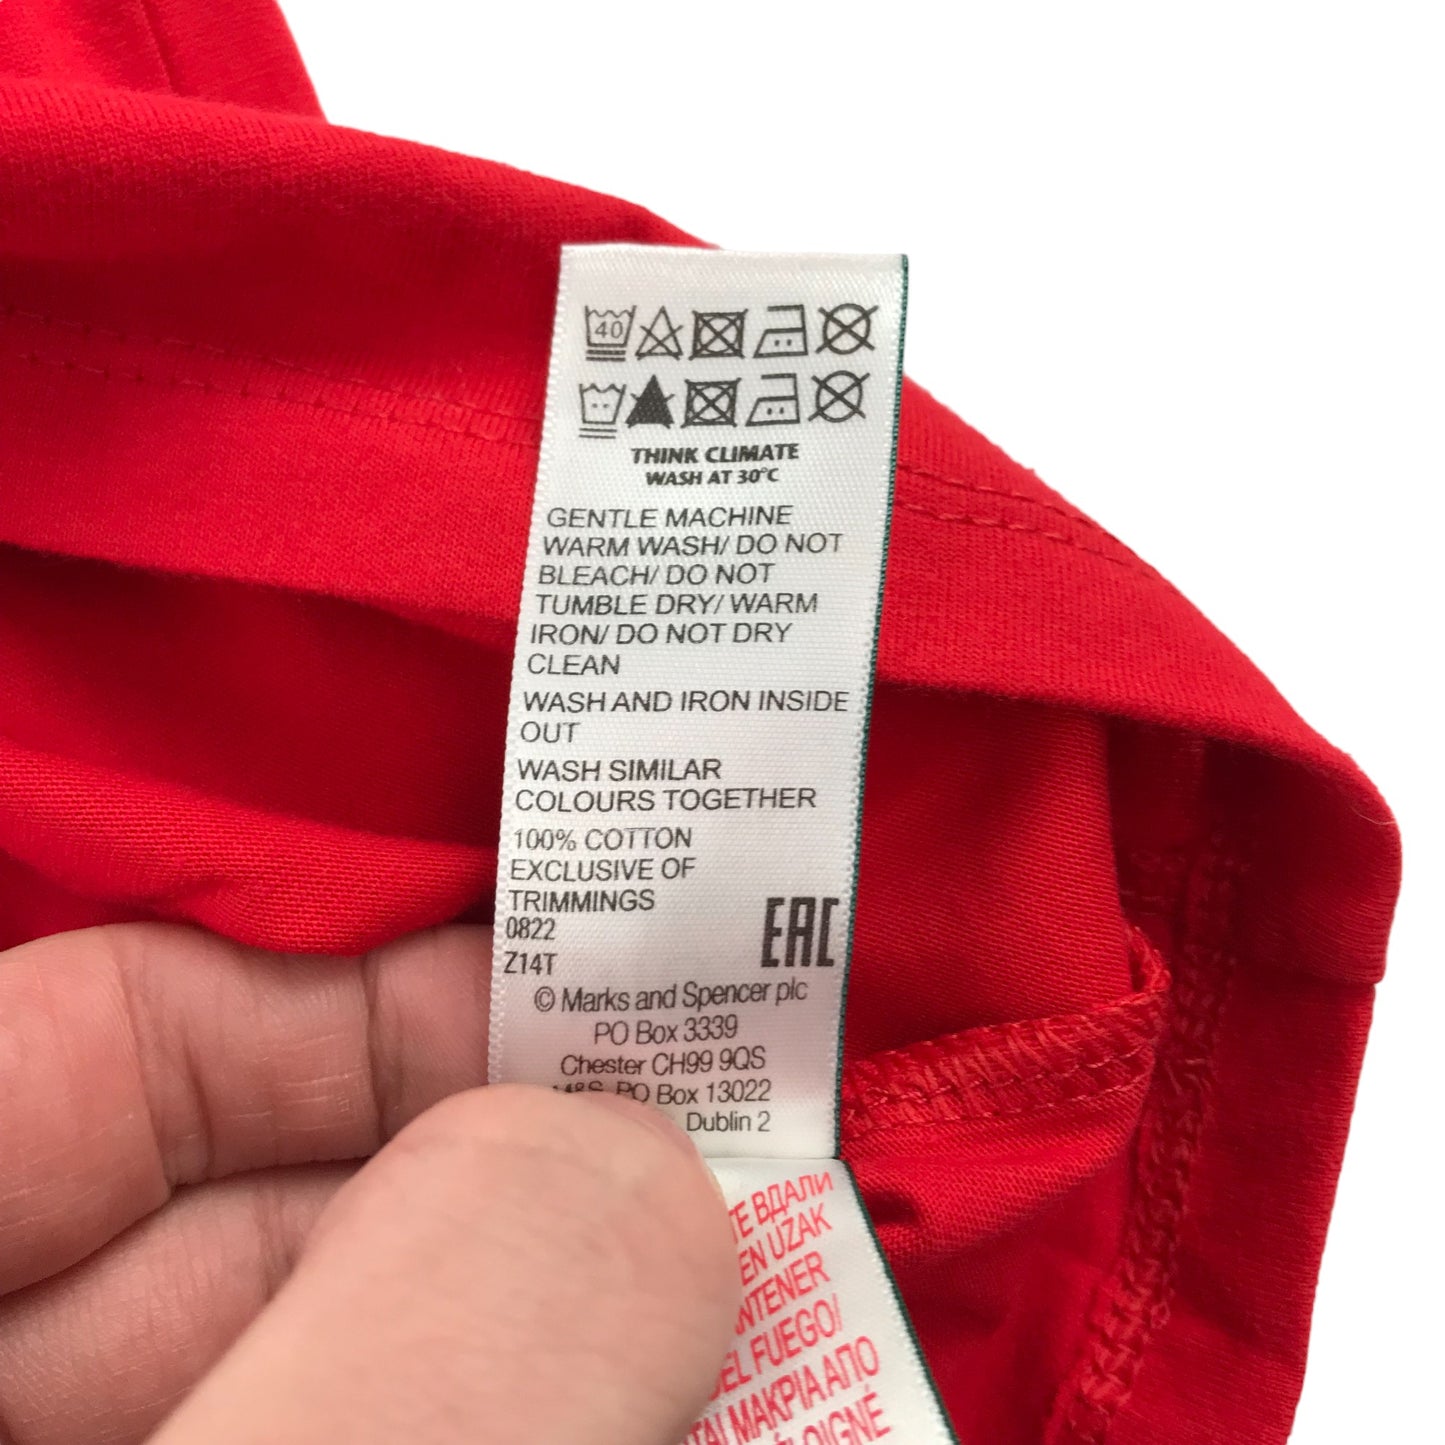 40
THINK CLIMATE
WASH AT 30°C
GENTLE MACHINE
WARM WASH/ DO NOT
BLEACH/ DO NOT
TUMBLE DRY/ WARM
IRON/ DO NOT DRY
CLEAN
WASH AND IRON INSIDE
OUT
WASH SIMILAR
COLOURS TOGETHER
100% COTTON
EXCLUSIVE OF
TRIMMINGS
0822
Z14T
EAC
© Marks and Spencer plc
PO Box 3339
Chester CH99 9QS
M&S, PO Box 13022
Dublin 2
ВДАЛИ
UZAK
DEL FUEGO/
ΜΑΚΡΙΑ ΑΠΟ